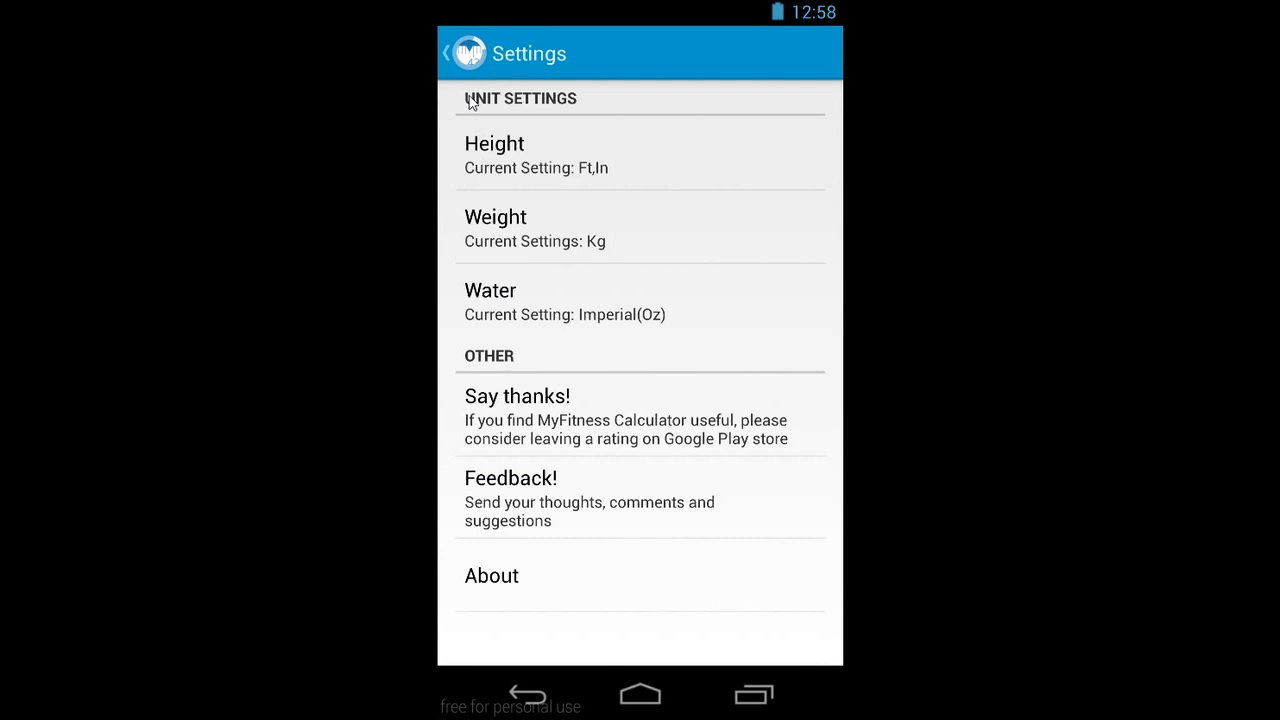 12:58
Settings
UNIT SETTINGS
Height
Current Setting: Ft,In
Weight
Current Settings: Kg
Water
Current Setting: Imperial(Oz)
OTHER
Say thanks!
If you find MyFitness Calculator useful, please
consider leaving a rating on Google Play store
Feedback!
Send your thoughts, comments and
suggestions
About
free for personal use